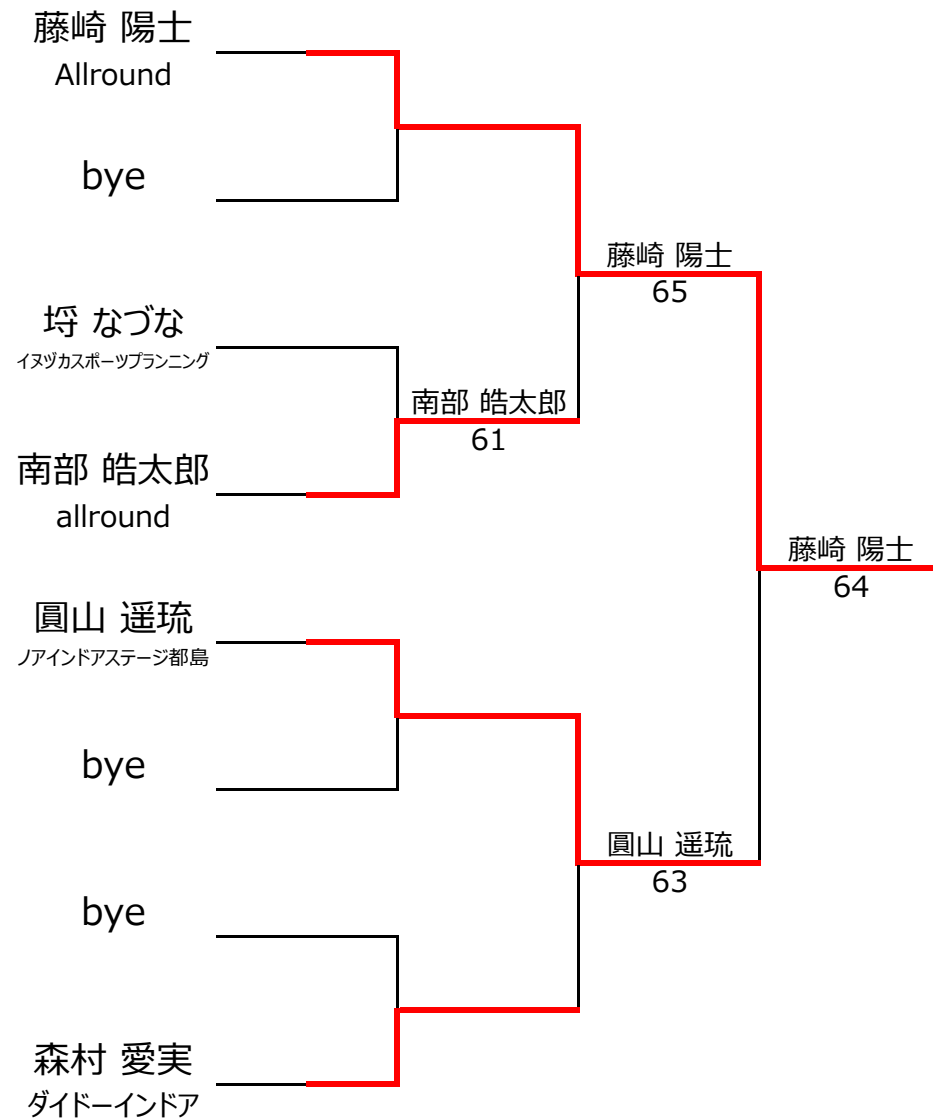 藤崎 陽士
Allround
bye
藤崎 陽士
65
埒 なづな
イヌヅカスポーツプランニング
南部 皓太郎
61
南部 皓太郎
allround
藤崎 陽士
64
圓山 遥琉
ノアインドアステージ都島
bye
圓山 遥琉
63
bye
森村 愛実
ダイドーインドア